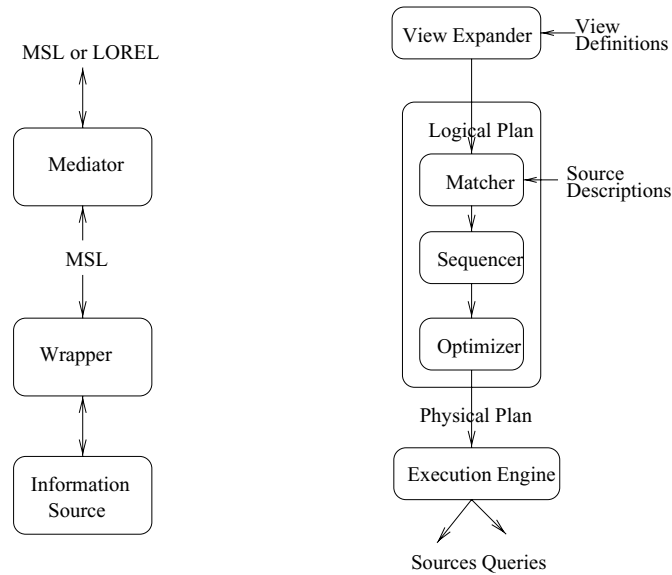 MSL or LOREL
Mediator
MSL
Wrapper
Information
Source
View Expander
View
Definitions
Logical Plan
Matcher
Source
Descriptions
Sequencer
Optimizer
Physical Plan
Execution Engine
Sources Queries